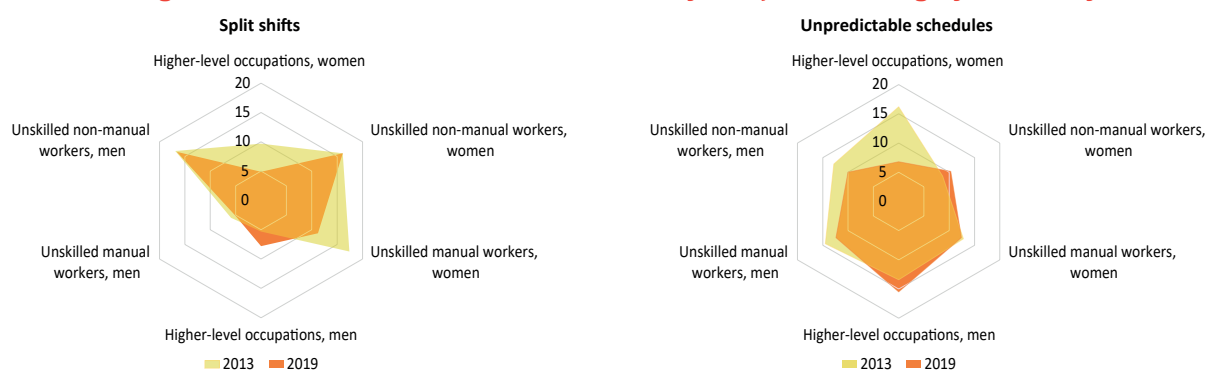 Split shifts
Higher-level occupations, women
20
15
10
5
0
Unskilled non-manual
workers, men
Unskilled non-manual workers,
women
Unskilled manual
workers, men
Unskilled manual workers,
women
Higher-level occupations, men
2013 2019
Unpredictable schedules
Higher-level occupations, women
20
15
10
5
0
Unskilled non-manual
workers, men
Unskilled non-manual workers,
women
Unskilled manual
workers, men
Unskilled manual workers,
women
Higher-level occupations, men
2013 2019